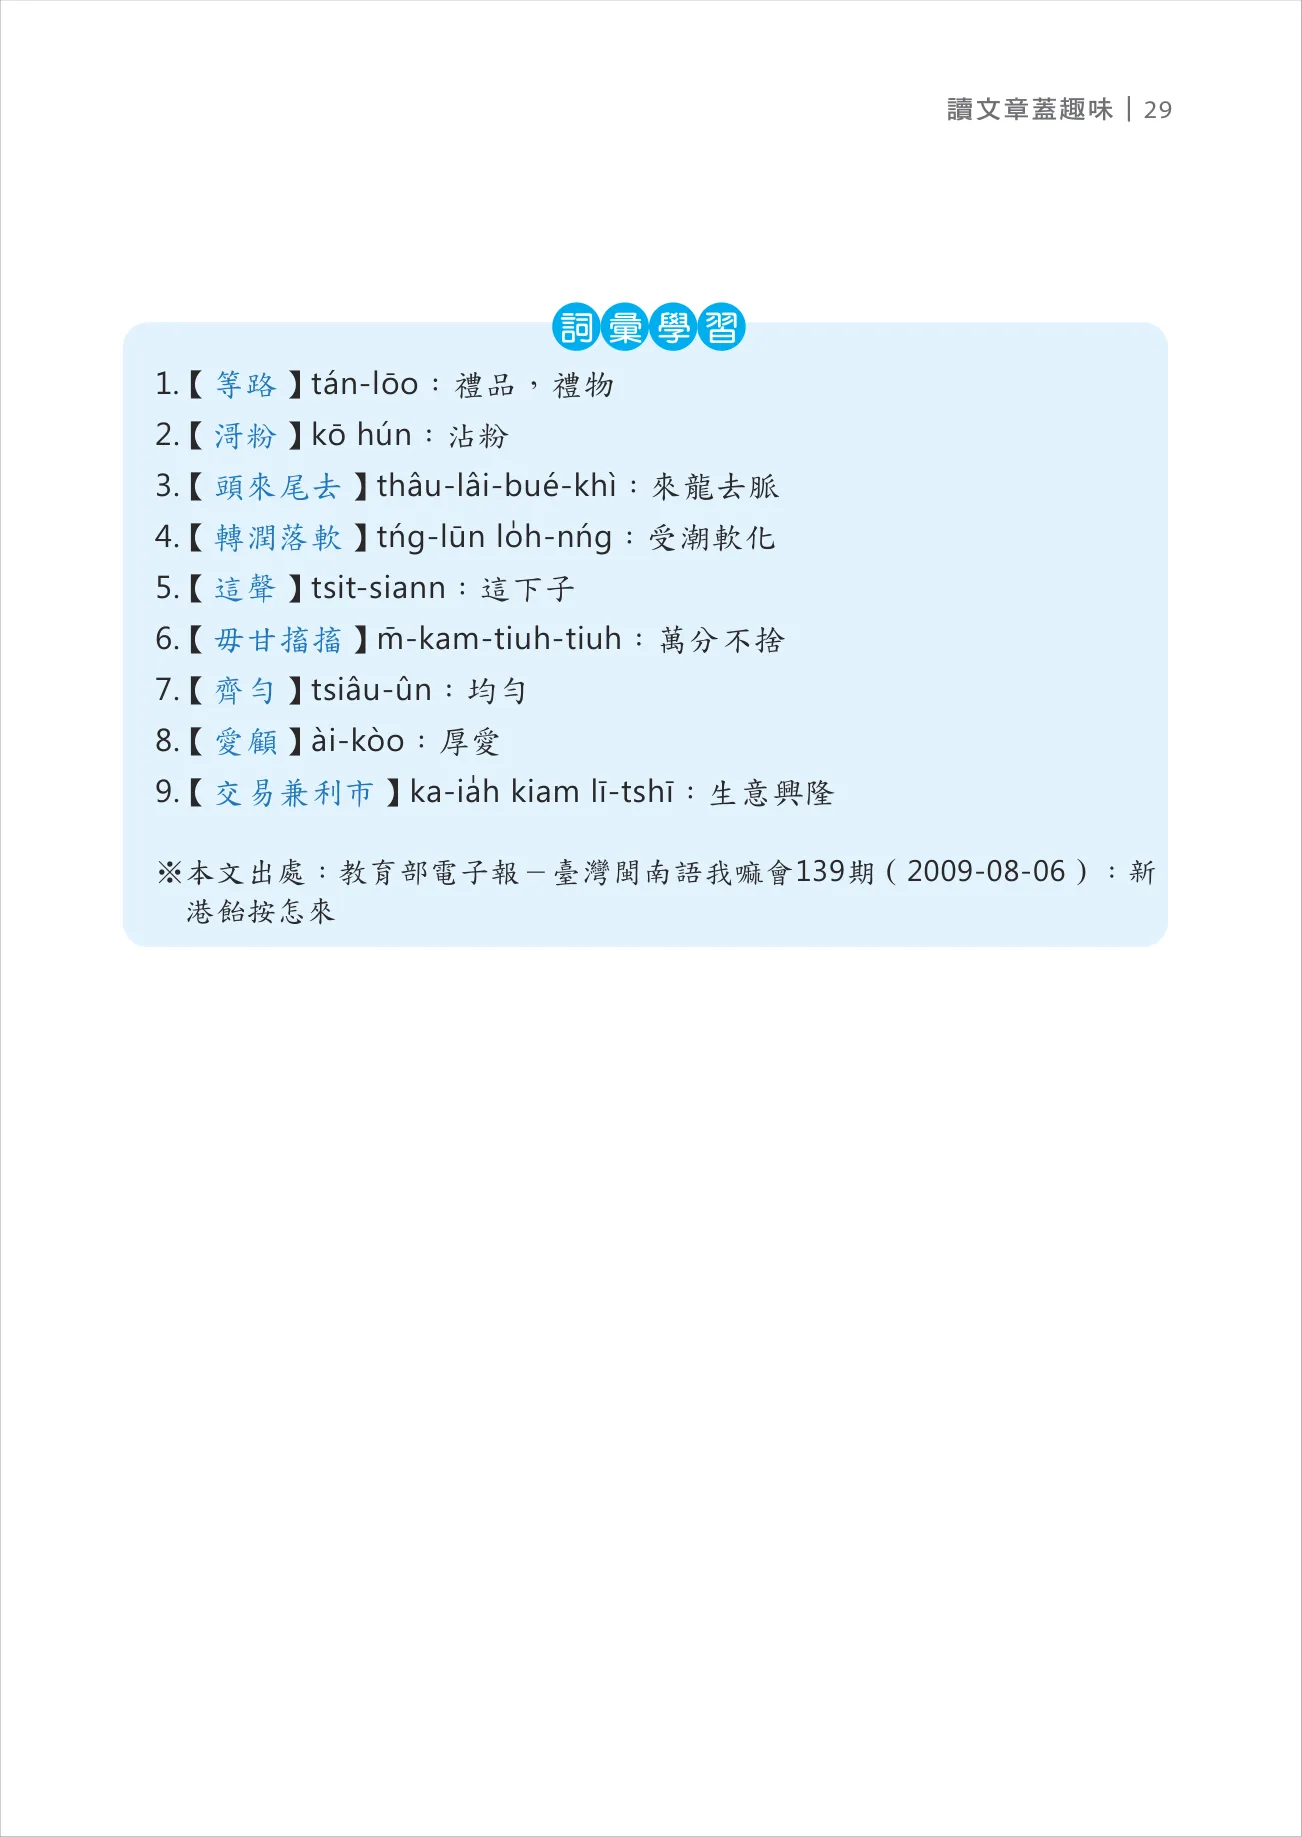 讀文章蓋趣味｜29
詞彙學習
1.【等路】tán-lōo：禮品，禮物
2.【滒粉】kō hún：沾粉
3.【頭來尾去】thâu-lâi-bué-khì：來龍去脈
4.【轉潤落軟】tńg-lūn lo̍h-nńg：受潮軟化
5.【這聲】tsit-siann：這下子
6.【毋甘搐搐】m̄-kam-tiuh-tiuh：萬分不捨
7.【齊勻】tsiâu-ûn：均勻
8.【愛顧】ài-kòo：厚愛
9.【交易兼利市】ka-ia̍h kiam lī-tshī：生意興隆
※本文出處：教育部電子報－臺灣閩南語我嘛會139期（2009-08-06）：新
港飴按怎來